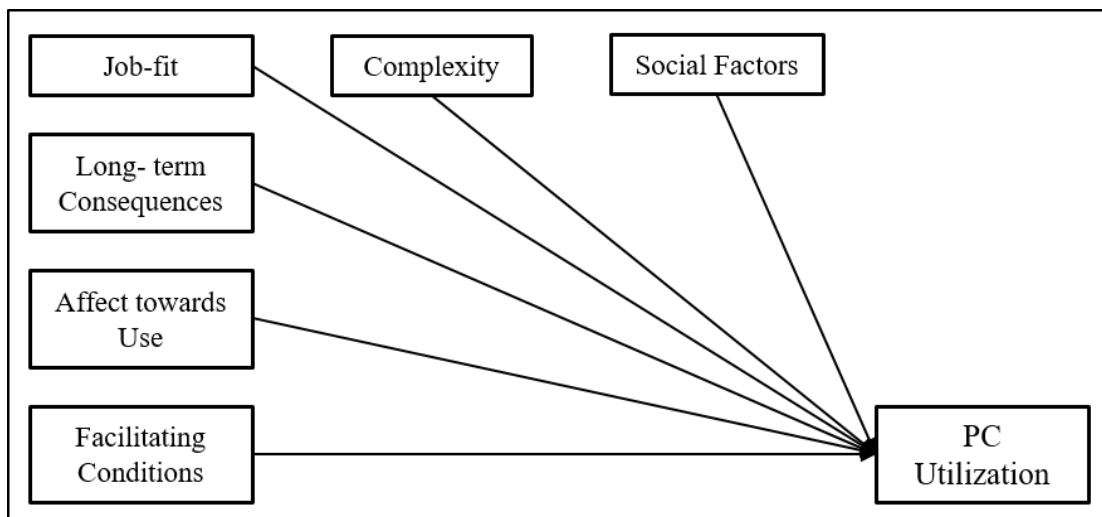 Job-fit
Complexity
Social Factors
Long- term
Consequences
Affect towards
Use
Facilitating
Conditions
PC
Utilization